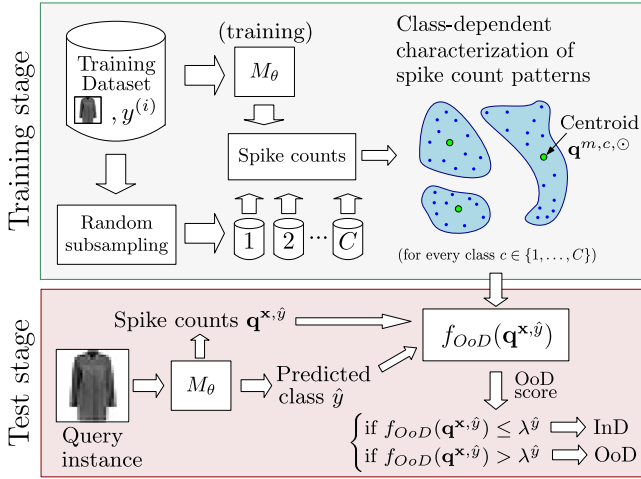 Training stage
Training
Dataset
, y^{(i)}
(training)
M_θ
Spike counts
Random
subsampling
1 2 ... C
Class-dependent
characterization of
spike count patterns
Centroid
q^{m,c,⊙}
(for every class c ∈ {1, ..., C})
Test stage
Spike counts q^{x,ŷ}
M_θ
Predicted
class ŷ
Query
instance
f_{OoD}(q^{x,ŷ})
OoD
score
if f_{OoD}(q^{x,ŷ}) ≤ λ^{ŷ} InD
if f_{OoD}(q^{x,ŷ}) > λ^{ŷ} OoD